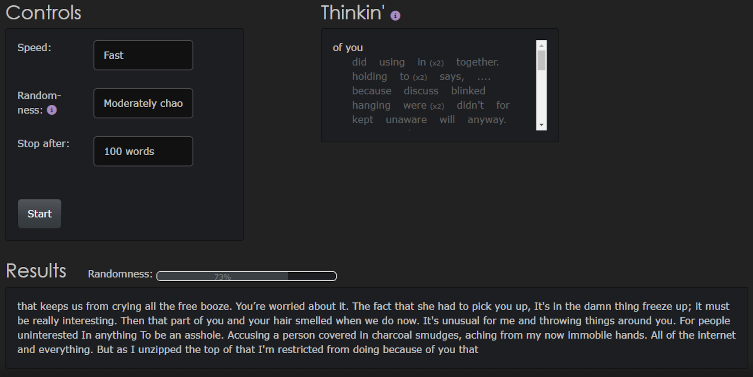 Controls
Thinkin' i
Speed:
Fast
Random-
ness: i
Moderately chao
Stop after:
100 words
Start
of you
did using in (x2) together.
holding to (x2) says, ....
because discuss blinked
hanging were (x2) didn't for
kept unaware will anyway.
Results
Randomness:
73%
that keeps us from crying all the free booze. You're worried about it. The fact that she had to pick you up, It's in the damn thing freeze up; it must
be really interesting. Then that part of you and your hair smelled when we do now. It's unusual for me and throwing things around you. For people
uninterested In anything To be an asshole. Accusing a person covered in charcoal smudges, aching from my now immobile hands. All of the internet
and everything. But as I unzipped the top of that I'm restricted from doing because of you that